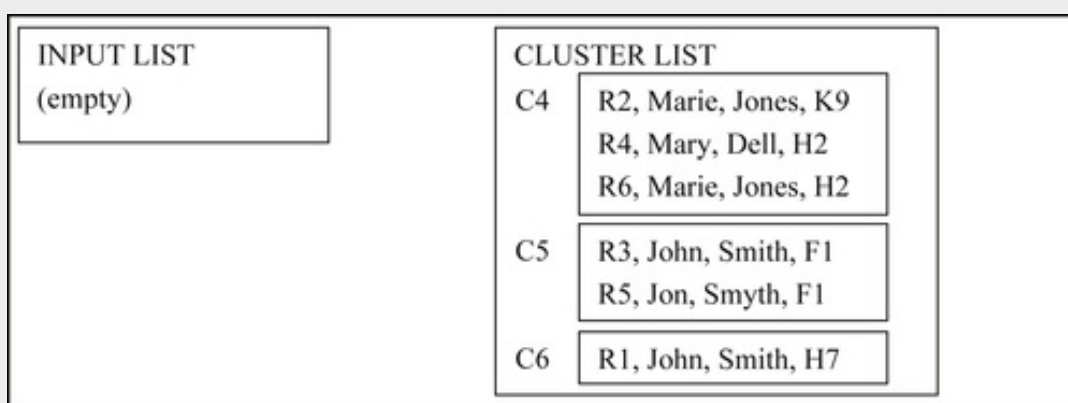 INPUT LIST
(empty)
CLUSTER LIST
C4
R2, Marie, Jones, K9
R4, Mary, Dell, H2
R6, Marie, Jones, H2
C5
R3, John, Smith, F1
R5, Jon, Smyth, F1
C6
R1, John, Smith, H7